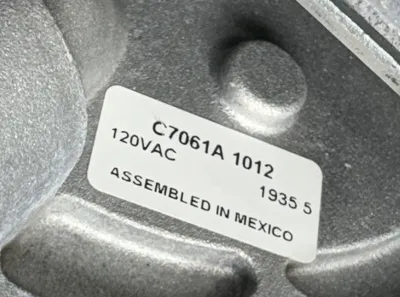 C7061A 1012
120VAC
1935 5
ASSEMBLED IN MEXICO